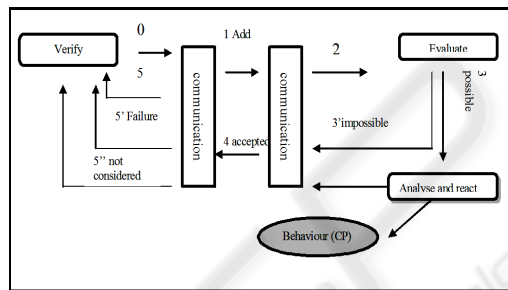 Verify
0
5
1 Add
2
Evaluate
3
possible
communication
communication
5' Failure
3'impossible
4 accepted
5'' not
considered
Analyse and react
Behaviour (CP)